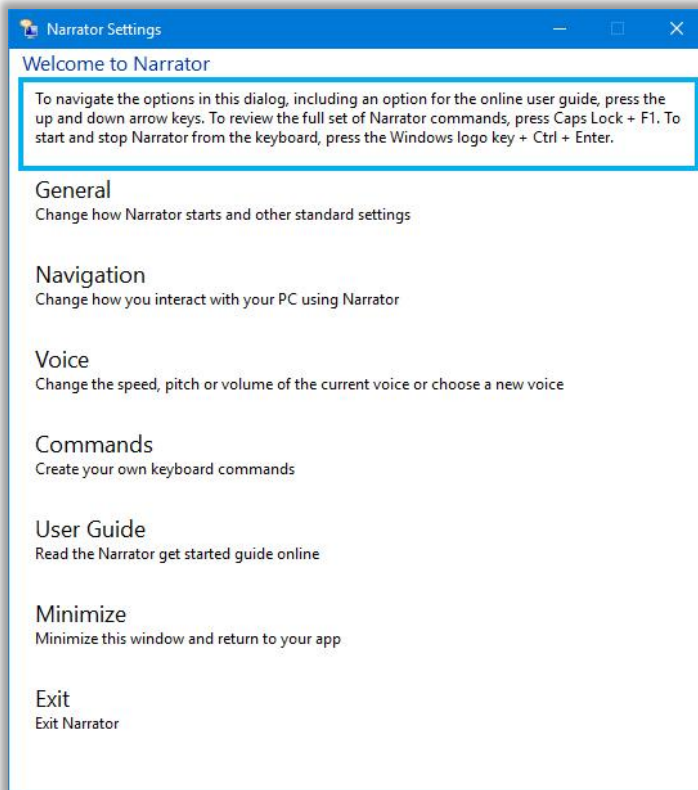 Narrator Settings
Welcome to Narrator
To navigate the options in this dialog, including an option for the online user guide, press the
up and down arrow keys. To review the full set of Narrator commands, press Caps Lock + F1. To
start and stop Narrator from the keyboard, press the Windows logo key + Ctrl + Enter.
General
Change how Narrator starts and other standard settings
Navigation
Change how you interact with your PC using Narrator
Voice
Change the speed, pitch or volume of the current voice or choose a new voice
Commands
Create your own keyboard commands
User Guide
Read the Narrator get started guide online
Minimize
Minimize this window and return to your app
Exit
Exit Narrator